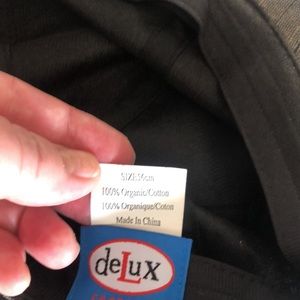 SIZE:56cm
100% Organic/Cotton
100% Organique/Coton
Made In China
deLux